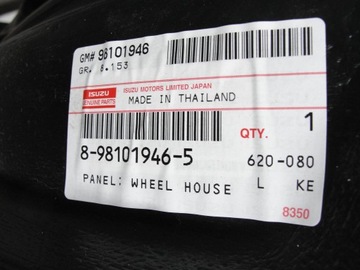 GM# 98101946
GR. 8.153
ISUZU
GENUINE PARTS
ISUZU MOTORS LIMITED JAPAN
MADE IN THAILAND
QTY. 1
8-98101946-5 620-080
PANEL: WHEEL HOUSE L KE
8350